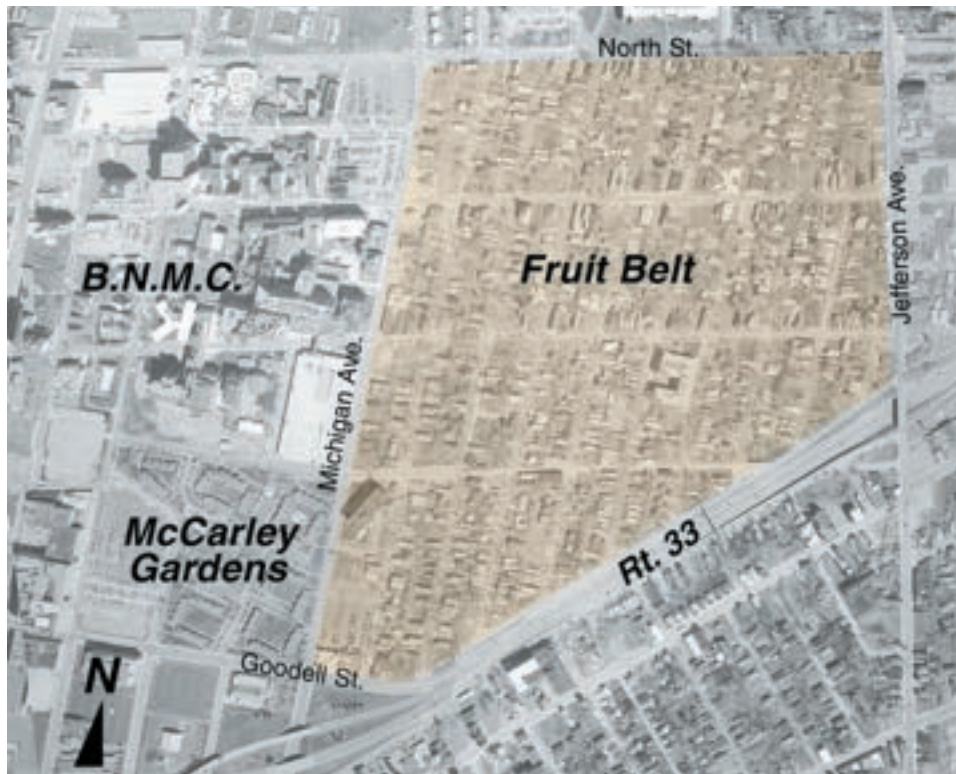 North St.
Jefferson Ave.
B.N.M.C.
Fruit Belt
Michigan Ave.
McCarley
Gardens
Rt. 33
Goodell St.
N